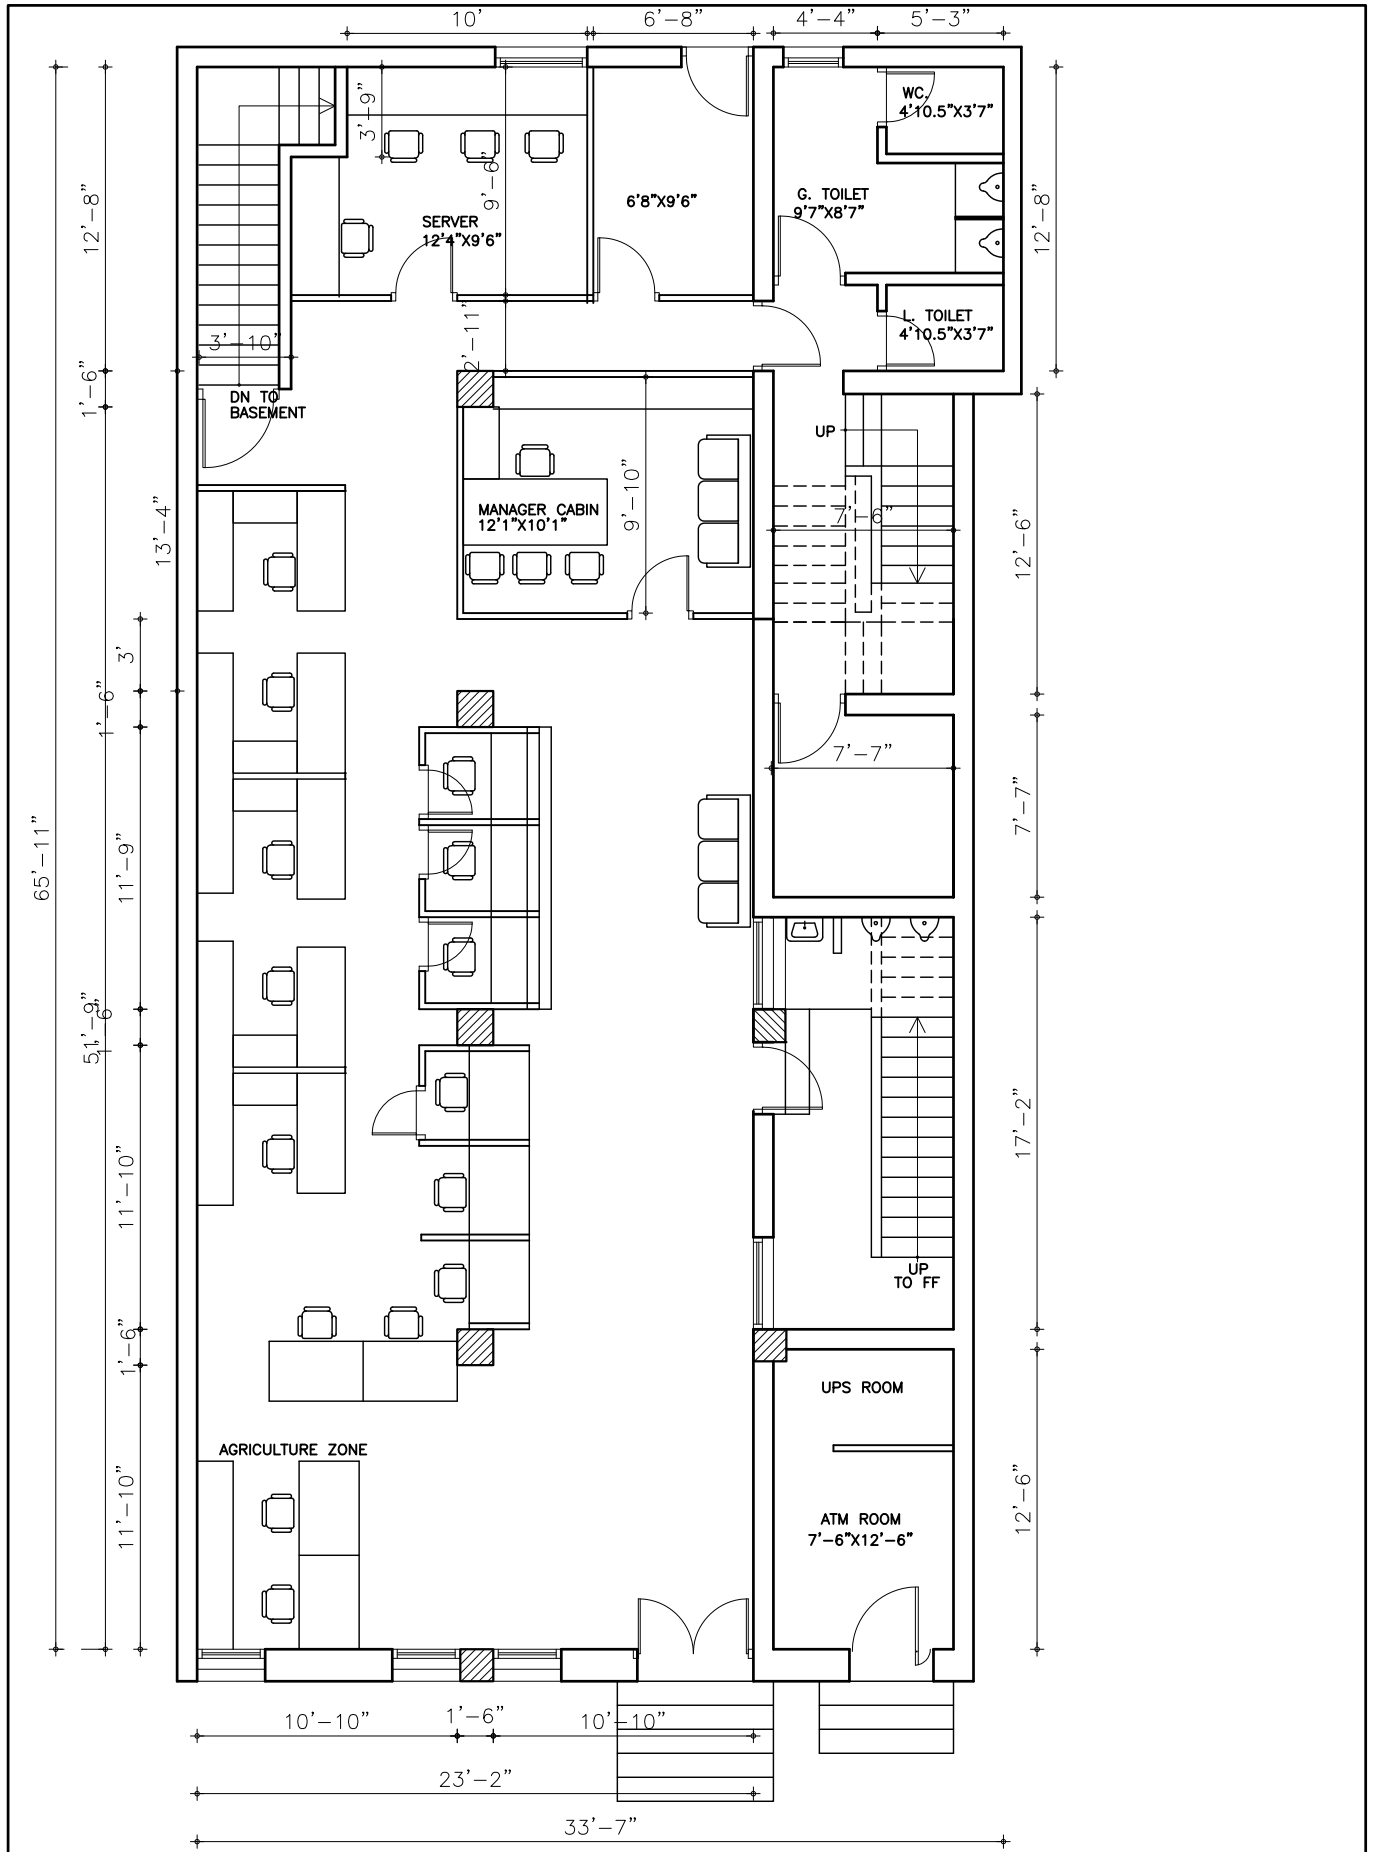 10'
6'-8"
4'-4"
5'-3"
WC.
4'10.5"X3'7"
3'-9"
9'-6"
6'8"X9'6"
G. TOILET
9'7"X8'7"
SERVER
12'4"X9'6"
12'-8"
12'-8"
L. TOILET
4'10.5"X3'7"
3'-10"
2'-11"
1'-6"
DN TO
BASEMENT
UP
9'-10"
MANAGER CABIN
12'1"X10'1"
7'-6"
13'-4"
12'-6"
3'
1'-6"
7'-7"
7'-7"
65'-11"
11'-9"
51'-9"
1'-6"
17'-2"
11'-10"
UP
TO FF
1'-6"
UPS ROOM
AGRICULTURE ZONE
11'-10"
12'-6"
ATM ROOM
7'-6"X12'-6"
10'-10"
1'-6"
10'-10"
23'-2"
33'-7"